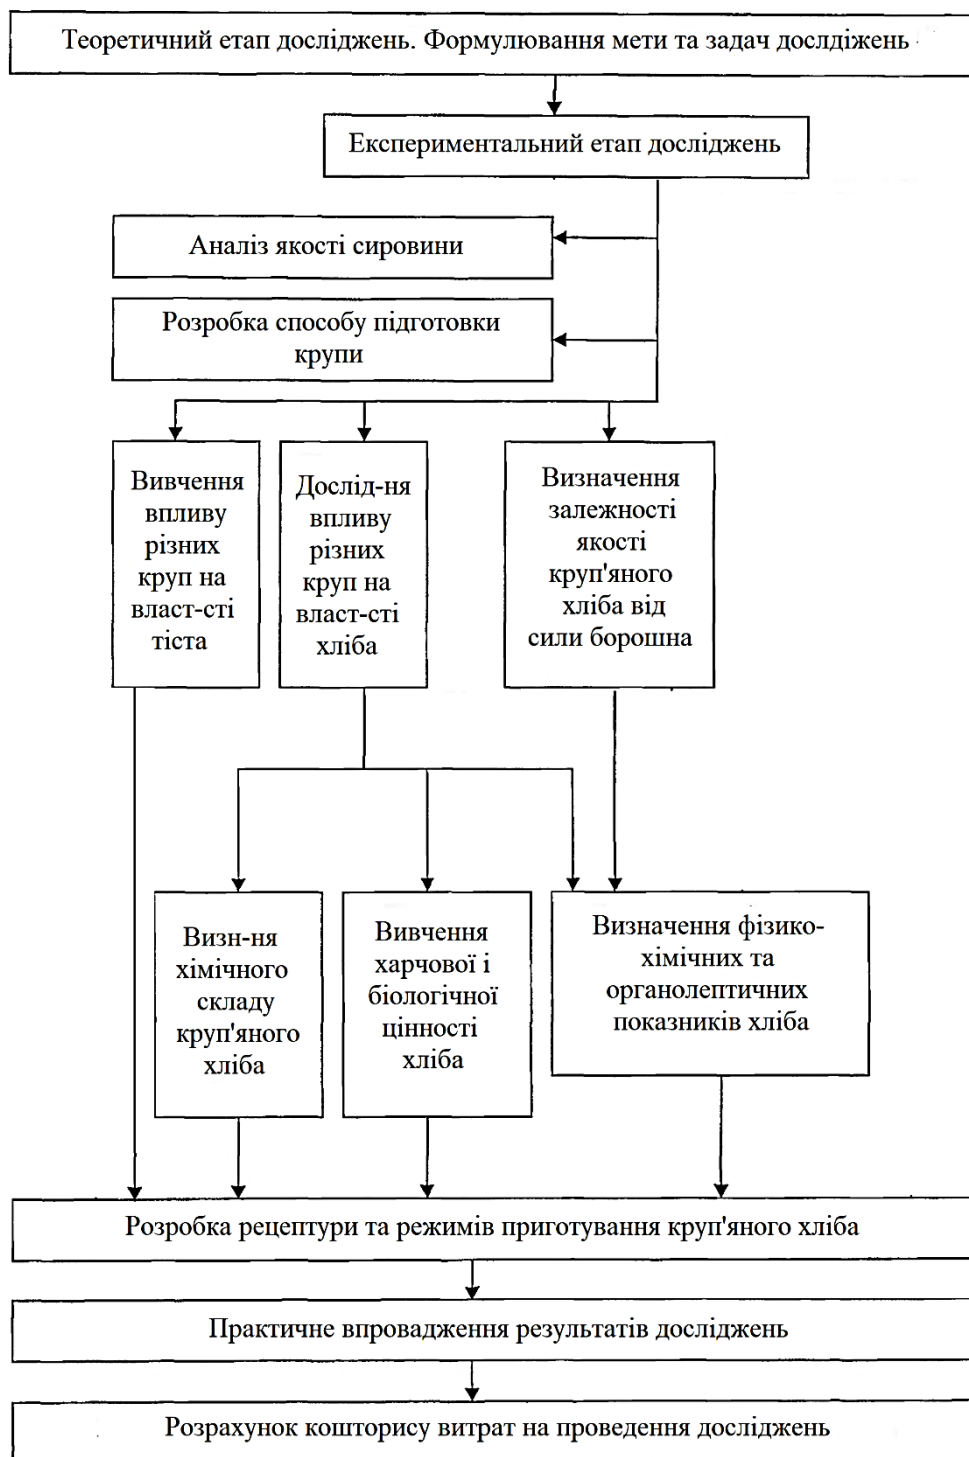 Теоретичний етап досліджень. Формулювання мети та задач дослдіжень
Експериментальний етап досліджень
Аналіз якості сировини
Розробка способу підготовки
крупи
Вивчення
впливу
різних
круп на
власт-сті
тіста
Дослід-ня
впливу
різних
круп на
власт-сті
хліба
Визначення
залежності
якості
круп'яного
хліба від
сили борошна
Визн-ня
хімічного
складу
круп'яного
хліба
Вивчення
харчової і
біологічної
цінності
хліба
Визначення фізико-
хімічних та
органолептичних
показників хліба
Розробка рецептури та режимів приготування круп'яного хліба
Практичне впровадження результатів досліджень
Розрахунок кошторису витрат на проведення досліджень